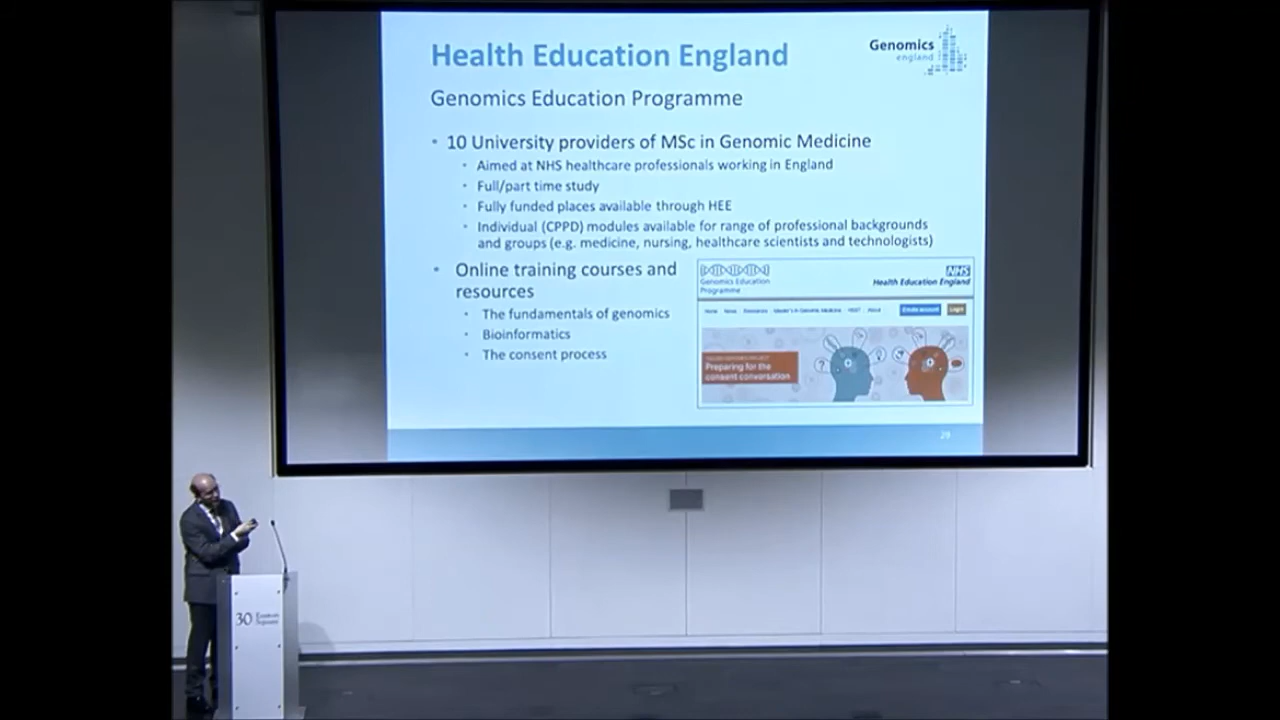 Health Education England
Genomics
england
Genomics Education Programme
• 10 University providers of MSc in Genomic Medicine
• Aimed at NHS healthcare professionals working in England
• Full/part time study
• Fully funded places available through HEE
• Individual (CPPD) modules available for range of professional backgrounds
and groups (e.g. medicine, nursing, healthcare scientists and technologists)
• Online training courses and
resources
• The fundamentals of genomics
• Bioinformatics
• The consent process
Genomics Education
Programme
NHS
Health Education England
Home News Resources Master's in Genomic Medicine About
Create account Login
Preparing for the
consent conversation
29
30